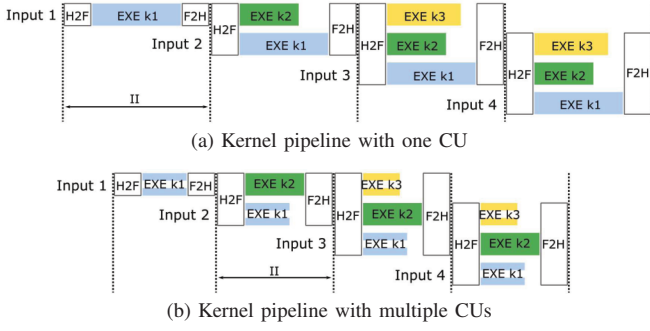 Input 1 H2F EXE k1 F2H EXE k2 EXE k3
Input 2 H2F EXE k1 F2H H2F EXE k2 F2H EXE k3
Input 3 EXE k1 H2F EXE k2 F2H
II Input 4 EXE k1
(a) Kernel pipeline with one CU
Input 1 H2F EXE k1 F2H EXE k2 EXE k3
Input 2 H2F EXE k1 F2H H2F EXE k2 F2H EXE k3
Input 3 EXE k1 H2F EXE k2 F2H
II Input 4 EXE k1
(b) Kernel pipeline with multiple CUs